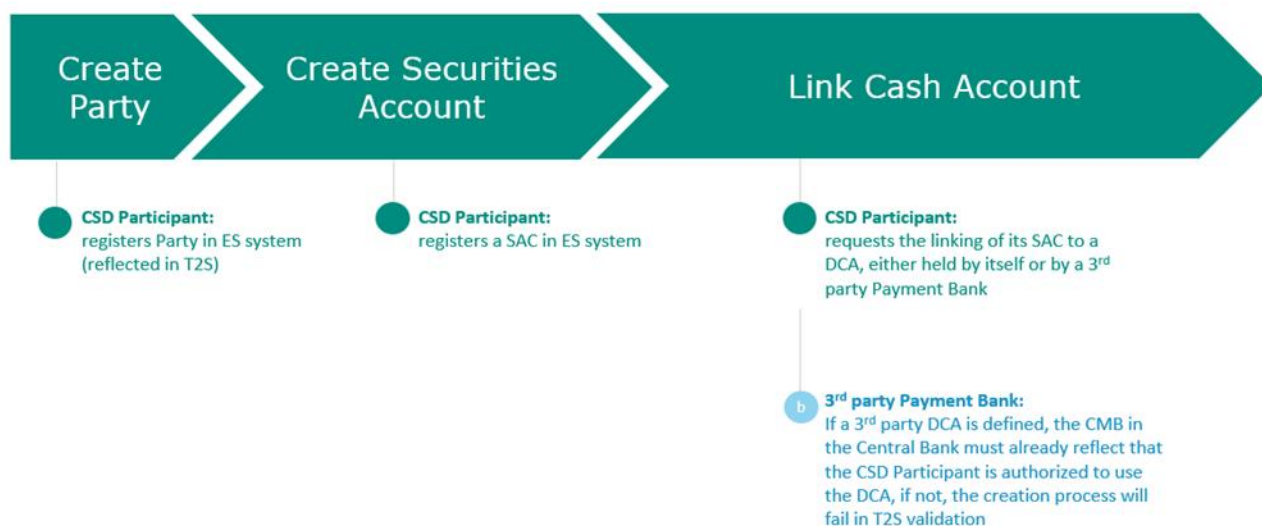 Create
Party
Create Securities
Account
Link Cash Account
CSD Participant:
registers Party in ES system
(reflected in T2S)
CSD Participant:
registers a SAC in ES system
CSD Participant:
requests the linking of its SAC to a
DCA, either held by itself or by a 3rd
party Payment Bank
b
3rd party Payment Bank:
If a 3rd party DCA is defined, the CMB in
the Central Bank must already reflect that
the CSD Participant is authorized to use
the DCA, if not, the creation process will
fail in T2S validation